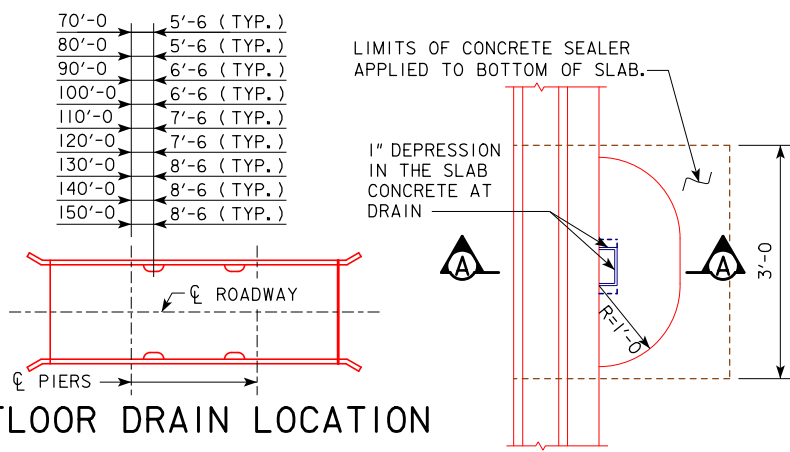 70'-0 5'-6 (TYP.)
80'-0 5'-6 (TYP.)
90'-0 6'-6 (TYP.)
100'-0 6'-6 (TYP.)
110'-0 7'-6 (TYP.)
120'-0 7'-6 (TYP.)
130'-0 8'-6 (TYP.)
140'-0 8'-6 (TYP.)
150'-0 8'-6 (TYP.)
℄ ROADWAY
℄ PIERS
FLOOR DRAIN LOCATION
LIMITS OF CONCRETE SEALER
APPLIED TO BOTTOM OF SLAB.
1" DEPRESSION
IN THE SLAB
CONCRETE AT
DRAIN
A
A
R=1'-0
3'-0